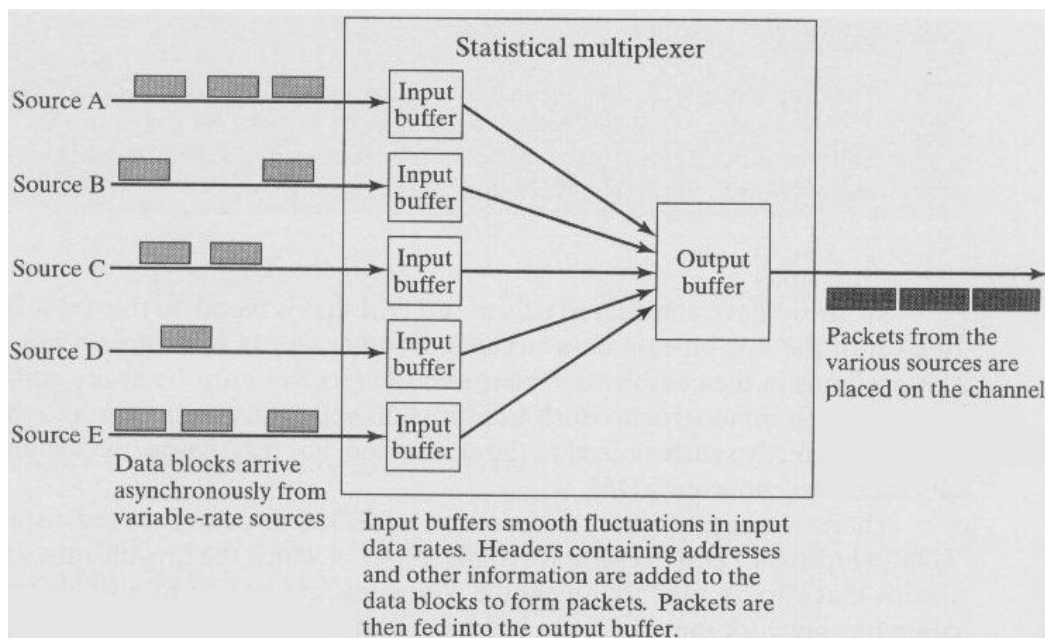 Statistical multiplexer
Source A
Input
buffer
Source B
Input
buffer
Source C
Input
buffer
Output
buffer
Source D
Input
buffer
Source E
Input
buffer
Packets from the
various sources are
placed on the channel
Data blocks arrive
asynchronously from
variable-rate sources
Input buffers smooth fluctuations in input
data rates. Headers containing addresses
and other information are added to the
data blocks to form packets. Packets are
then fed into the output buffer.